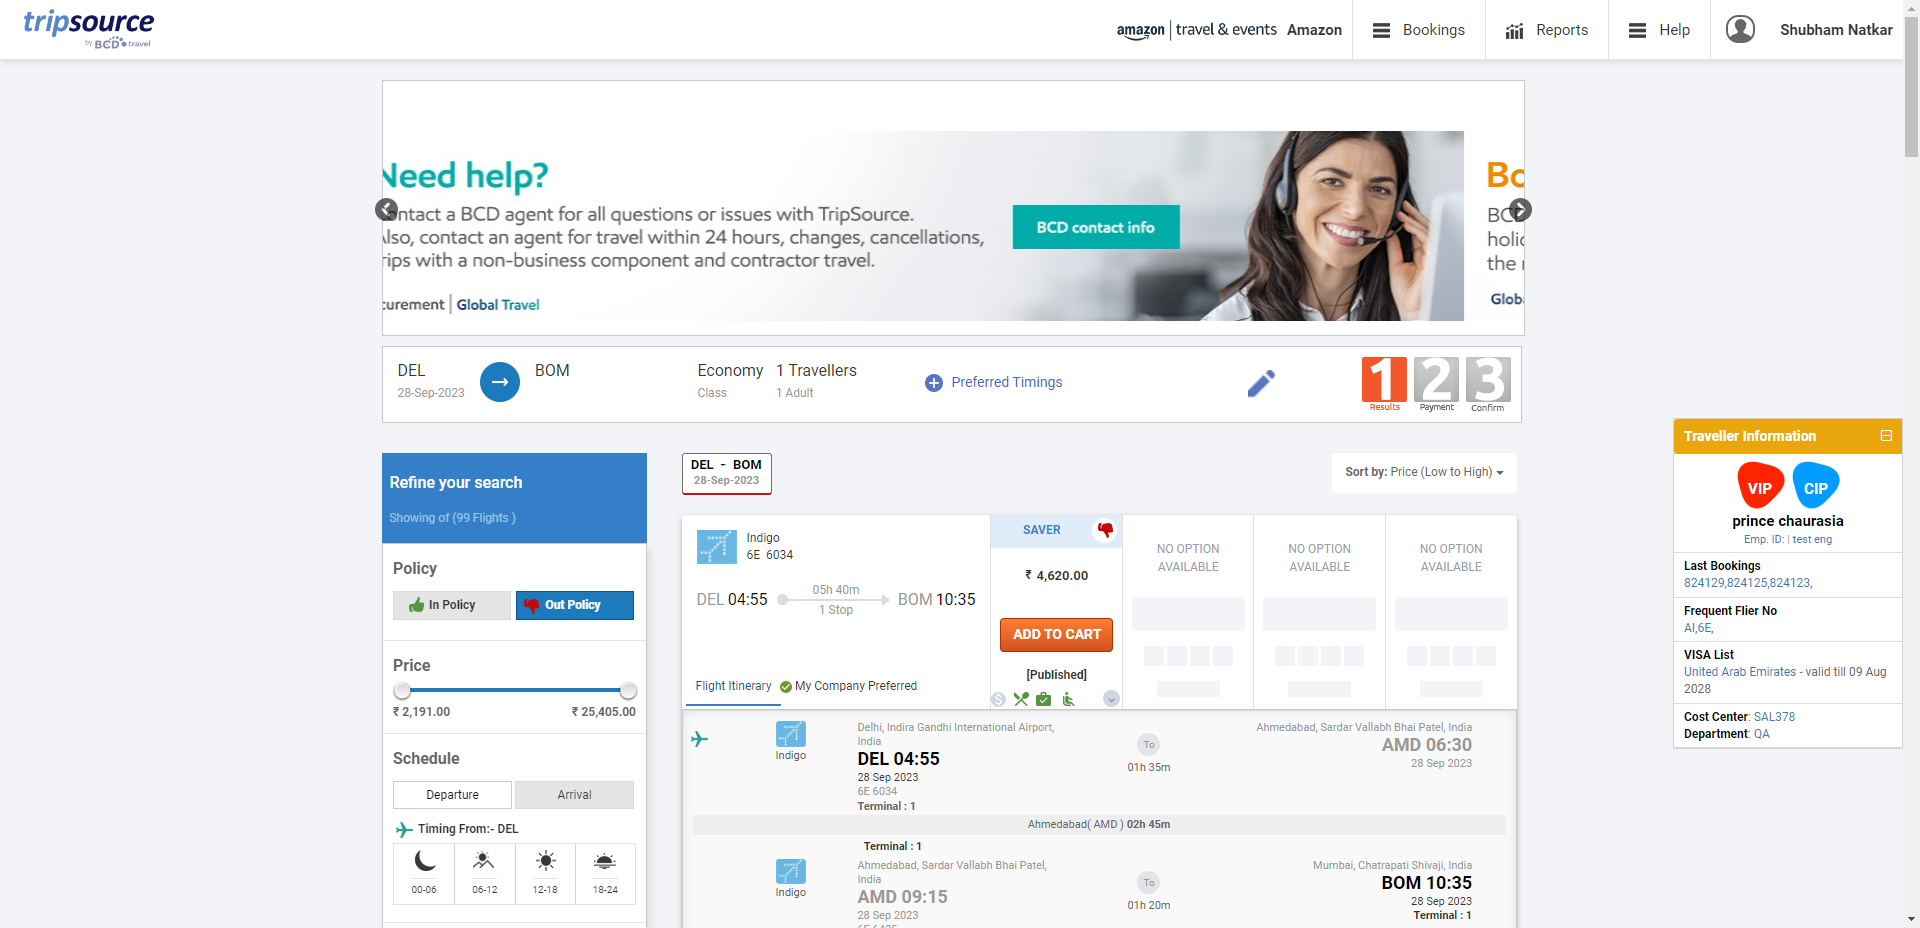 tripsource
by BCD travel
amazon | travel & events Amazon
Bookings
Reports
Help
Shubham Natkar
Need help?
ontact a BCD agent for all questions or issues with TripSource.
lso, contact an agent for travel within 24 hours, changes, cancellations,
rips with a non-business component and contractor travel.
BCD contact info
curement | Global Travel
Bo
BCD
holid
the
Globa
DEL
28-Sep-2023
BOM
Economy
Class
1 Travellers
1 Adult
Preferred Timings
1 2 3
Results Payment Confirm
Refine your search
Showing of (99 Flights )
Policy
In Policy
Out Policy
Price
₹ 2,191.00
₹ 25,405.00
Schedule
Departure
Arrival
Timing From:- DEL
00-06
06-12
12-18
18-24
DEL - BOM
28-Sep-2023
Sort by: Price (Low to High)
Indigo
6E 6034
DEL 04:55
05h 40m
1 Stop
BOM 10:35
Flight Itinerary
My Company Preferred
SAVER
₹ 4,620.00
ADD TO CART
[Published]
NO OPTION
AVAILABLE
NO OPTION
AVAILABLE
NO OPTION
AVAILABLE
Indigo
Delhi, Indira Gandhi International Airport,
India
DEL 04:55
28 Sep 2023
6E 6034
Terminal : 1
To
01h 35m
Ahmedabad, Sardar Vallabh Bhai Patel, India
AMD 06:30
28 Sep 2023
Ahmedabad( AMD ) 02h 45m
Terminal : 1
Indigo
Ahmedabad, Sardar Vallabh Bhai Patel,
India
AMD 09:15
28 Sep 2023
To
01h 20m
Mumbai, Chatrapati Shivaji, India
BOM 10:35
28 Sep 2023
Terminal : 1
Traveller Information
VIP
CIP
prince chaurasia
Emp. ID: | test eng
Last Bookings
824129,824125,824123,
Frequent Flier No
AI,6E,
VISA List
United Arab Emirates - valid till 09 Aug
2028
Cost Center: SAL378
Department: QA